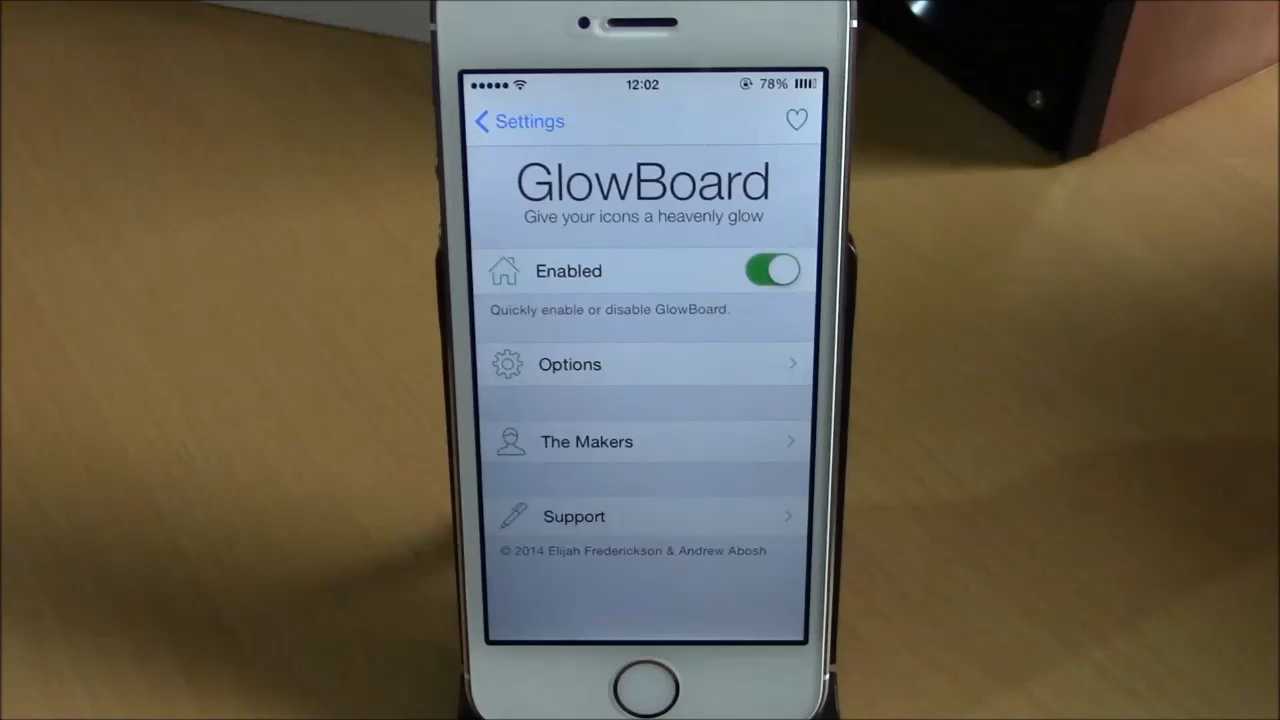 12:02 78%
Settings
GlowBoard
Give your icons a heavenly glow
Enabled
Quickly enable or disable GlowBoard.
Options
The Makers
Support
© 2014 Elijah Frederickson & Andrew Abosh